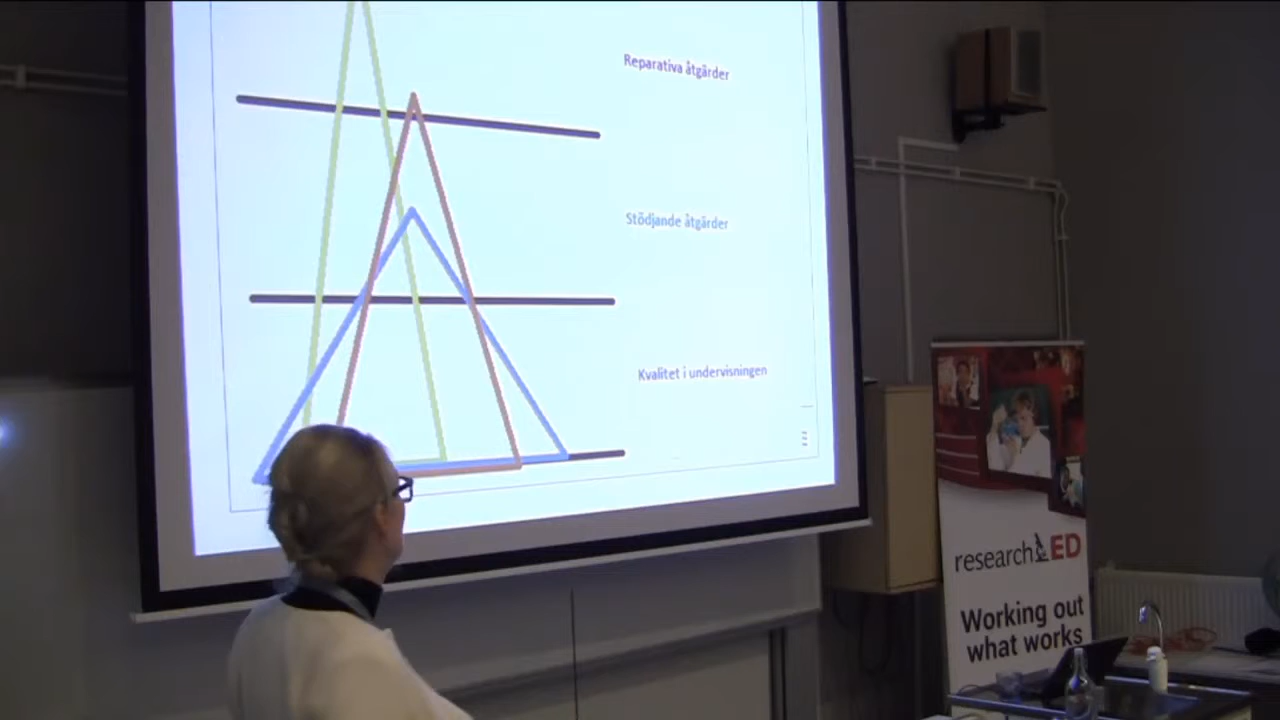 Reparativa åtgärder
Stödjande åtgärder
Kvalitet i undervisningen
researchED
Working out
what works